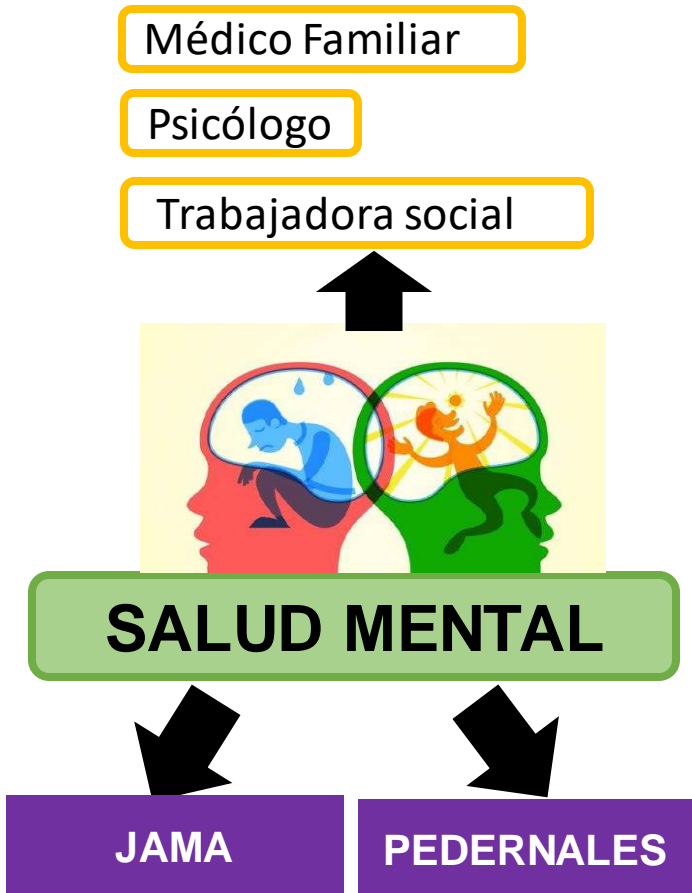 Médico Familiar
Psicólogo
Trabajadora social
SALUD MENTAL
JAMA
PEDERNALES